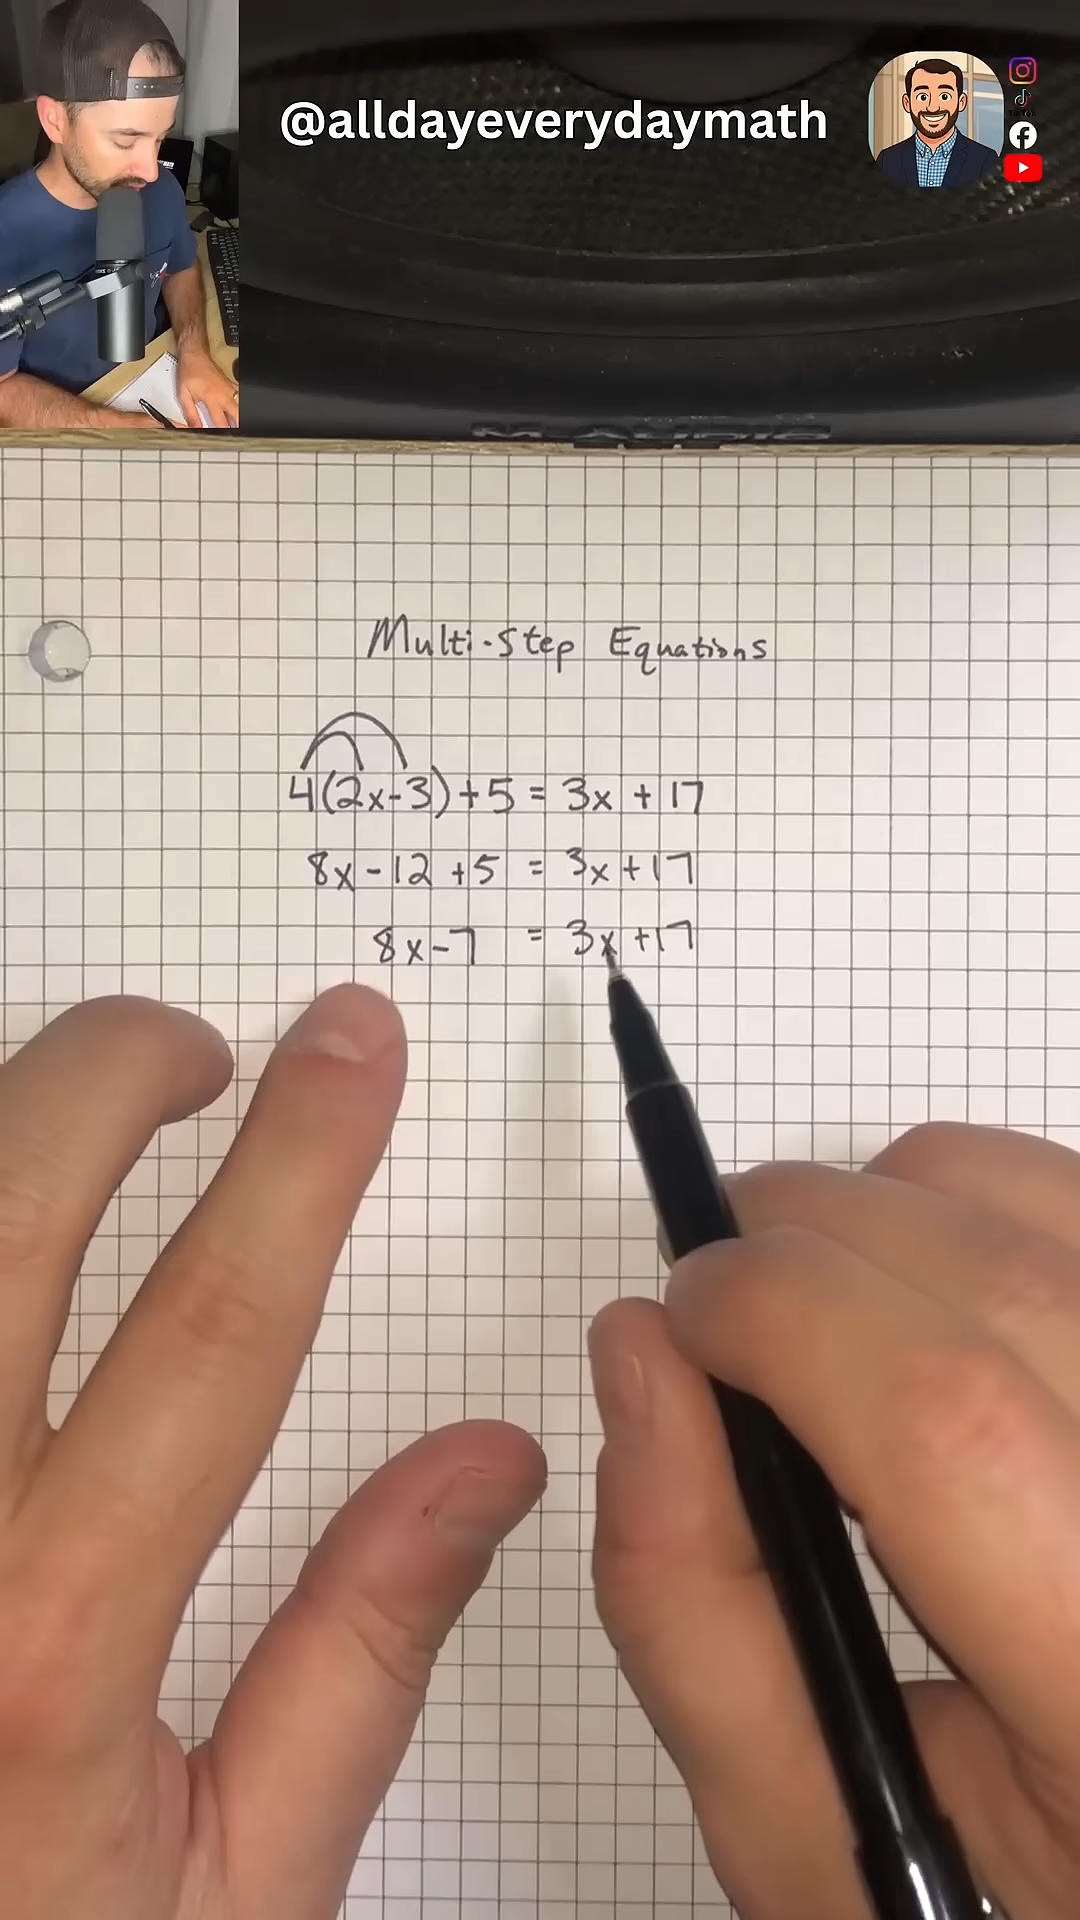 @alldayeverydaymath
M-AUDIO
Multi-Step Equations
4(2x-3)+5 = 3x + 17
8x - 12 + 5 = 3x + 17
8x - 7 = 3x + 17